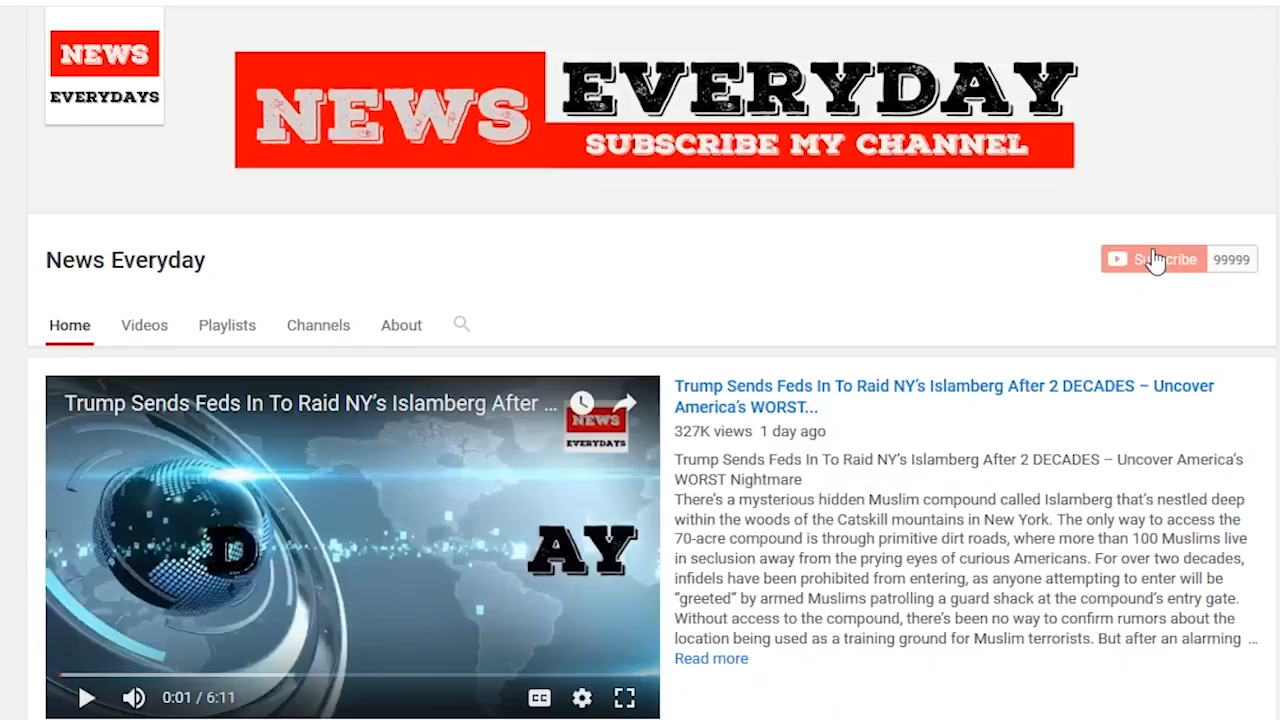 NEWS
EVERYDAYS
NEWS
EVERYDAY
SUBSCRIBE MY CHANNEL
News Everyday
Subscribe 99999
Home Videos Playlists Channels About
Trump Sends Feds In To Raid NY's Islamberg After ...
NEWS
EVERYDAYS
D AY
0:01 / 6:11
CC
Trump Sends Feds In To Raid NY's Islamberg After 2 DECADES – Uncover
America's WORST...
327K views 1 day ago
Trump Sends Feds In To Raid NY's Islamberg After 2 DECADES – Uncover America's
WORST Nightmare
There's a mysterious hidden Muslim compound called Islamberg that's nestled deep
within the woods of the Catskill mountains in New York. The only way to access the
70-acre compound is through primitive dirt roads, where more than 100 Muslims live
in seclusion away from the prying eyes of curious Americans. For over two decades,
infidels have been prohibited from entering, as anyone attempting to enter will be
“greeted” by armed Muslims patrolling a guard shack at the compound's entry gate.
Without access to the compound, there's been no way to confirm rumors about the
location being used as a training ground for Muslim terrorists. But after an alarming ...
Read more